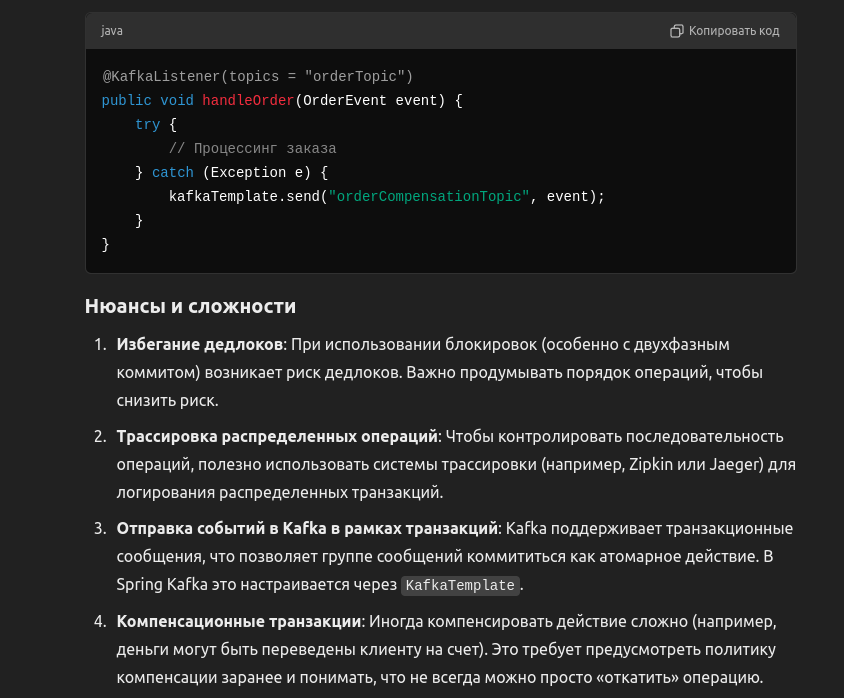 java
Копировать код
@KafkaListener(topics = "orderTopic")
public void handleOrder(OrderEvent event) {
    try {
        // Процессинг заказа
    } catch (Exception e) {
        kafkaTemplate.send("orderCompensationTopic", event);
    }
}
Нюансы и сложности
1. Избегание дедлоков: При использовании блокировок (особенно с двухфазным
коммитом) возникает риск дедлоков. Важно продумывать порядок операций, чтобы
снизить риск.
2. Трассировка распределенных операций: Чтобы контролировать последовательность
операций, полезно использовать системы трассировки (например, Zipkin или Jaeger) для
логирования распределенных транзакций.
3. Отправка событий в Kafka в рамках транзакций: Kafka поддерживает транзакционные
сообщения, что позволяет группе сообщений коммититься как атомарное действие. В
Spring Kafka это настраивается через KafkaTemplate.
4. Компенсационные транзакции: Иногда компенсировать действие сложно (например,
деньги могут быть переведены клиенту на счет). Это требует предусмотреть политику
компенсации заранее и понимать, что не всегда можно просто «откатить» операцию.